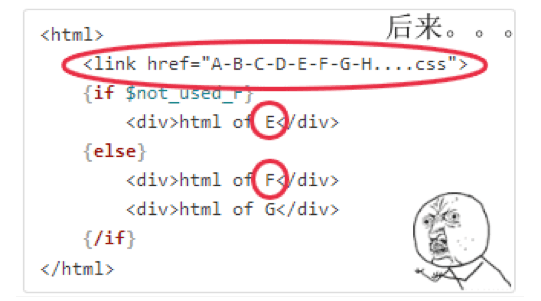 后来。。。
<html>
<link href="A-B-C-D-E-F-G-H....css">
{if $not_used_F}
<div>html of E</div>
{else}
<div>html of F</div>
<div>html of G</div>
{/if}
</html>